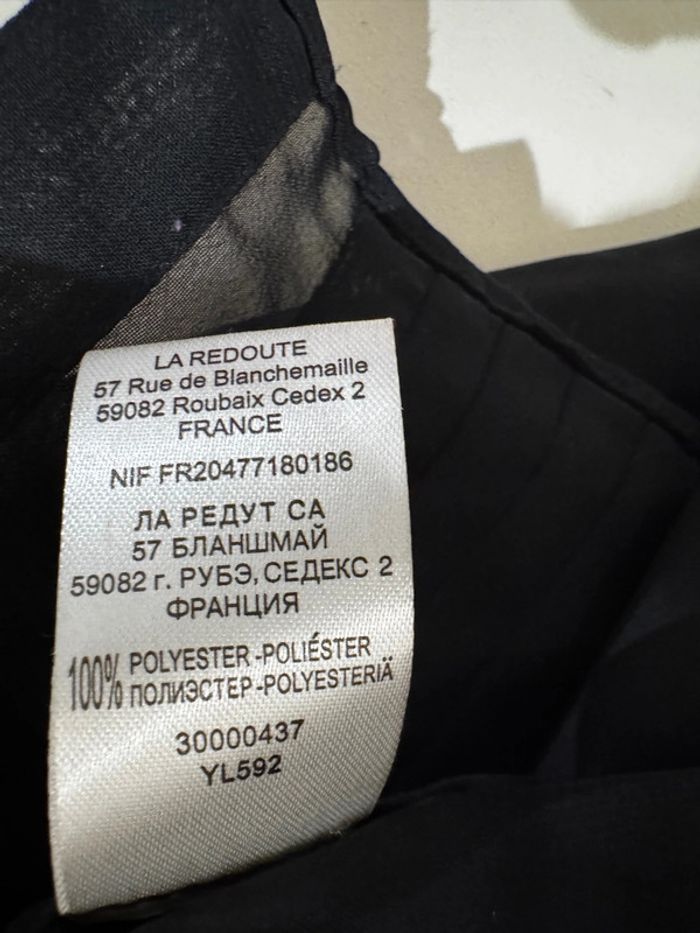 LA REDOUTE
57 Rue de Blanchemaille
59082 Roubaix Cedex 2
FRANCE
NIF FR20477180186
ЛА РЕДУТ СА
57 БЛАНШМАЙ
59082 г. РУБЭ, СЕДЕКС 2
ФРАНЦИЯ
100% POLYESTER-POLIÉSTER
ПОЛИЭСТЕР-POLYESTERIÄ
30000437
YL592